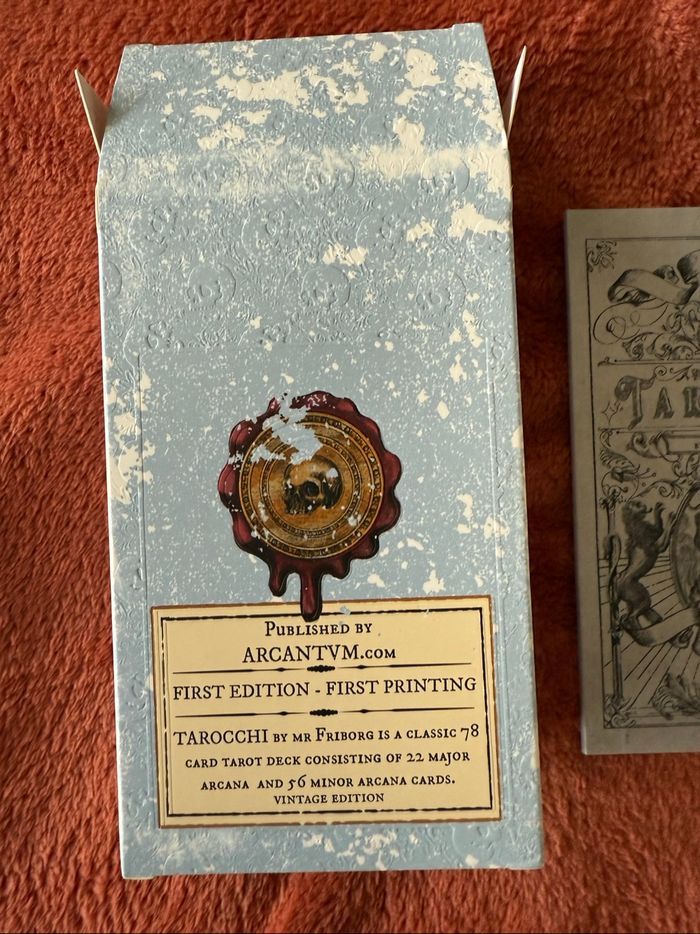 PUBLISHED BY
ARCANTVM.COM
FIRST EDITION - FIRST PRINTING
TAROCCHI BY MR FRIBORG IS A CLASSIC 78
CARD TAROT DECK CONSISTING OF 22 MAJOR
ARCANA AND 56 MINOR ARCANA CARDS.
VINTAGE EDITION